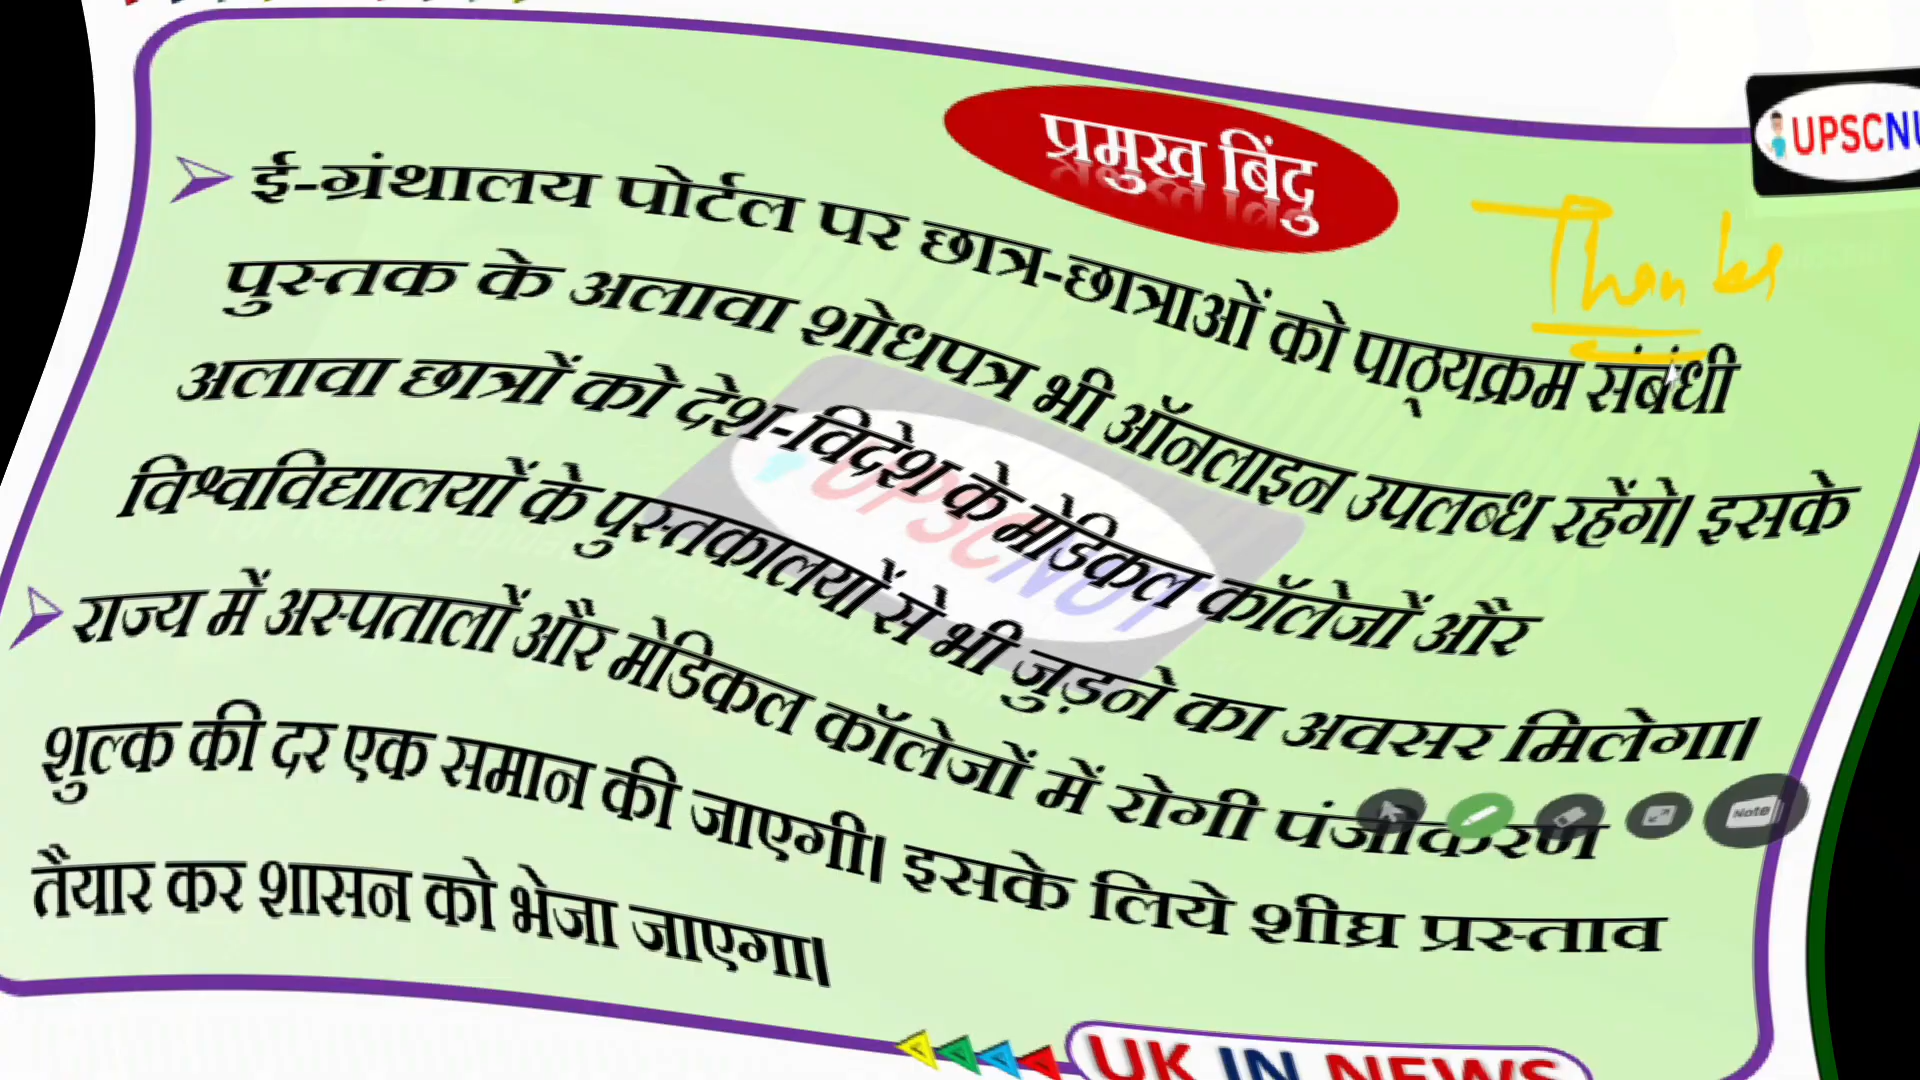 प्रमुख बिंदु
UPSCNU
Thanks
ई-ग्रंथालय पोर्टल पर छात्र-छात्राओं को पाठ्यक्रम संबंधी
पुस्तक के अलावा शोधपत्र भी ऑनलाइन उपलब्ध रहेंगे। इसके
अलावा छात्रों को देश-विदेश के मेडिकल कॉलेजों और
विश्वविद्यालयों के पुस्तकालयों से भी जुड़ने का अवसर मिलेगा।
UPSCNUT
राज्य में अस्पतालों और मेडिकल कॉलेजों में रोगी पंजीकरण
शुल्क की दर एक समान की जाएगी। इसके लिये शीघ्र प्रस्ताव
तैयार कर शासन को भेजा जाएगा।
Note
UK IN NEWS